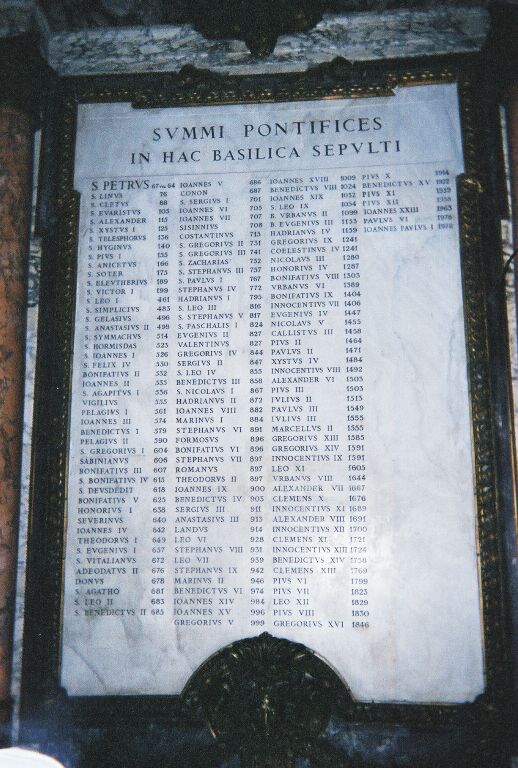 SVMMI PONTIFICES
IN HAC BASILICA SEPVLTI
S. PETRVS 67 vel 64
S. LINVS 76
S. CLETVS 88
S. EVARISTVS 105
S. ALEXANDER 115
S. XYSTVS I 125
S. TELESPHORVS 136
S. HYGINVS 140
S. PIVS I 155
S. ANICETVS 166
S. SOTER 175
S. ELEVTHERIVS 189
S. VICTOR I 199
S. LEO I 461
S. SIMPLICIVS 483
S. GELASIVS 496
S. ANASTASIVS II 498
S. SYMMACHVS 514
S. HORMISDAS 523
S. IOANNES I 526
S. FELIX IV 530
BONIFATIVS II 532
IOANNES II 535
S. AGAPITVS I 536
VIGILIVS 555
PELAGIVS I 561
IOANNES III 574
BENEDICTVS I 579
PELAGIVS II 590
S. GREGORIVS I 604
SABINIANVS 606
BONIFATIVS III 607
S. BONIFATIVS IV 615
S. DEVSDEDIT 618
BONIFATIVS V 625
HONORIVS I 638
SEVERINVS 640
IOANNES IV 642
THEODORVS I 649
S. EVGENIVS I 657
S. VITALIANVS 672
ADEODATVS II 676
DONVS 678
S. AGATHO 681
S. LEO II 683
S. BENEDICTVS II 685
IOANNES V 686
CONON 687
S. SERGIVS I 701
IOANNES VI 705
IOANNES VII 707
SISINNIVS 708
COSTANTINVS 715
S. GREGORIVS II 731
S. GREGORIVS III 741
S. ZACHARIAS 752
S. STEPHANVS III 757
S. PAVLVS I 767
STEPHANVS IV 772
HADRIANVS I 795
S. LEO III 816
S. STEPHANVS V 817
S. PASCHALIS I 824
EVGENIVS II 827
VALENTINVS 827
GREGORIVS IV 844
SERGIVS II 847
S. LEO IV 855
BENEDICTVS III 858
S. NICOLAVS I 867
HADRIANVS II 872
IOANNES VIII 882
MARINVS I 884
STEPHANVS VI 891
FORMOSVS 896
BONIFATIVS VI 896
STEPHANVS VII 897
ROMANVS 897
THEODORVS II 897
IOANNES IX 900
BENEDICTVS IV 903
SERGIVS III 911
ANASTASIVS III 913
LANDVS 914
LEO VI 928
STEPHANVS VIII 931
LEO VII 939
STEPHANVS IX 942
MARINVS II 946
BENEDICTVS VI 974
IOANNES XIV 984
IOANNES XV 996
GREGORIVS V 999
IOANNES XVIII 1009
BENEDICTVS VIII 1024
IOANNES XIX 1032
S. LEO IX 1054
B. VRBANVS II 1099
B. EVGENIVS III 1153
HADRIANVS IV 1159
GREGORIVS IX 1241
COELESTINVS IV 1241
NICOLAVS III 1280
HONORIVS IV 1287
BONIFATIVS VIII 1303
VRBANVS VI 1389
BONIFATIVS IX 1404
INNOCENTIVS VII 1406
EVGENIVS IV 1447
NICOLAVS V 1455
CALLISTVS III 1458
PIVS II 1464
PAVLVS II 1471
XYSTVS IV 1484
INNOCENTIVS VIII 1492
ALEXANDER VI 1503
PIVS III 1503
IVLIVS II 1513
PAVLVS III 1549
IVLIVS III 1555
MARCELLVS II 1555
GREGORIVS XIII 1585
GREGORIVS XIV 1591
INNOCENTIVS IX 1591
LEO XI 1605
VRBANVS VIII 1644
ALEXANDER VII 1667
CLEMENS X 1676
INNOCENTIVS XI 1689
ALEXANDER VIII 1691
INNOCENTIVS XII 1700
CLEMENS XI 1721
INNOCENTIVS XIII 1724
BENEDICTVS XIV 1758
CLEMENS XIII 1769
PIVS VI 1799
PIVS VII 1823
LEO XII 1829
PIVS VIII 1830
GREGORIVS XVI 1846
PIVS X 1914
BENEDICTVS XV 1922
PIVS XI 1939
PIVS XII 1958
IOANNES XXIII 1963
PAVLVS VI 1978
IOANNES PAVLVS I 1978